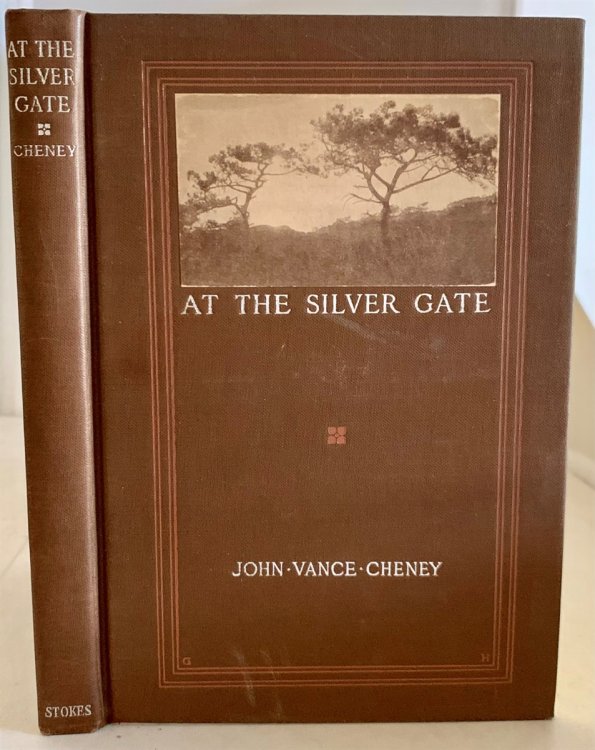 AT THE
SILVER
GATE
CHENEY
STOKES
AT THE SILVER GATE
JOHN·VANCE·CHENEY
G H